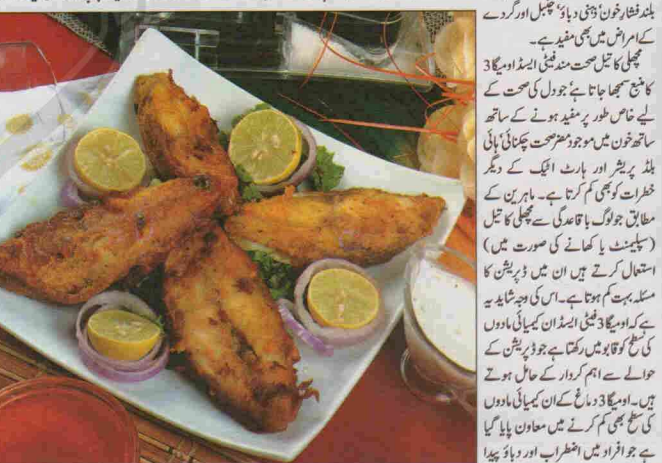 بلند فشار خون ذہنی دباؤ، چنبل اور گردے
کے امراض میں بھی مفید ہے۔
مچھلی کا تیل صحت مند فیٹی ایسڈ اومیگا 3
کا منبع سمجھا جاتا ہے، جو دل کی صحت کے
لیے خاص طور پر مفید ہونے کے ساتھ
ساتھ خون میں موجود مضر صحت چکنائی، ہائی
بلڈ پریشر اور ہارٹ اٹیک کے دیگر
خطرات کو بھی کم کرتا ہے۔ ماہرین کے
مطابق جو لوگ باقاعدگی سے مچھلی کا تیل
(سپلیمنٹ یا کھانے کی صورت میں)
استعمال کرتے ہیں ان میں ڈپریشن کا
مسئلہ بہت کم ہوتا ہے۔ اس کی وجہ شاید یہ
ہے کہ اومیگا 3 فیٹی ایسڈ ان کیمیائی مادوں
کی سطح کو قابو میں رکھتا ہے جو ڈپریشن کے
حوالے سے اہم کردار کے حامل ہوتے
ہیں۔ اومیگا 3 دماغ کے ان کیمیائی مادوں
کی سطح بھی کم کرنے میں معاون پایا گیا
ہے جو افراد میں اضطراب اور دباؤ پیدا